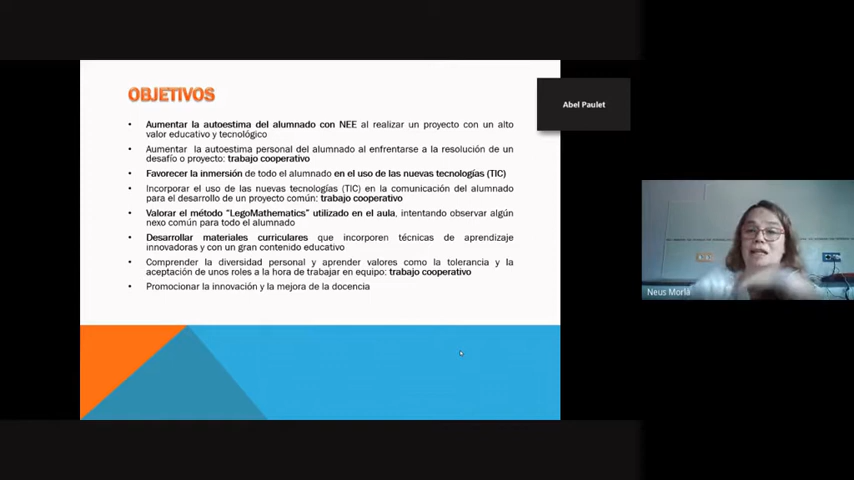 OBJETIVOS
• Aumentar la autoestima del alumnado con NEE al realizar un proyecto con un alto
valor educativo y tecnológico
• Aumentar la autoestima personal del alumnado al enfrentarse a la resolución de un
desafío o proyecto: trabajo cooperativo
• Favorecer la inmersión de todo el alumnado en el uso de las nuevas tecnologías (TIC)
• Incorporar el uso de las nuevas tecnologías (TIC) en la comunicación del alumnado
para el desarrollo de un proyecto común: trabajo cooperativo
• Valorar el método "LegoMathematics" utilizado en el aula, intentando observar algún
nexo común para todo el alumnado
• Desarrollar materiales curriculares que incorporen técnicas de aprendizaje
innovadoras y con un gran contenido educativo
• Comprender la diversidad personal y aprender valores como la tolerancia y la
aceptación de unos roles a la hora de trabajar en equipo: trabajo cooperativo
• Promocionar la innovación y la mejora de la docencia
Abel Paulet
Neus Morla